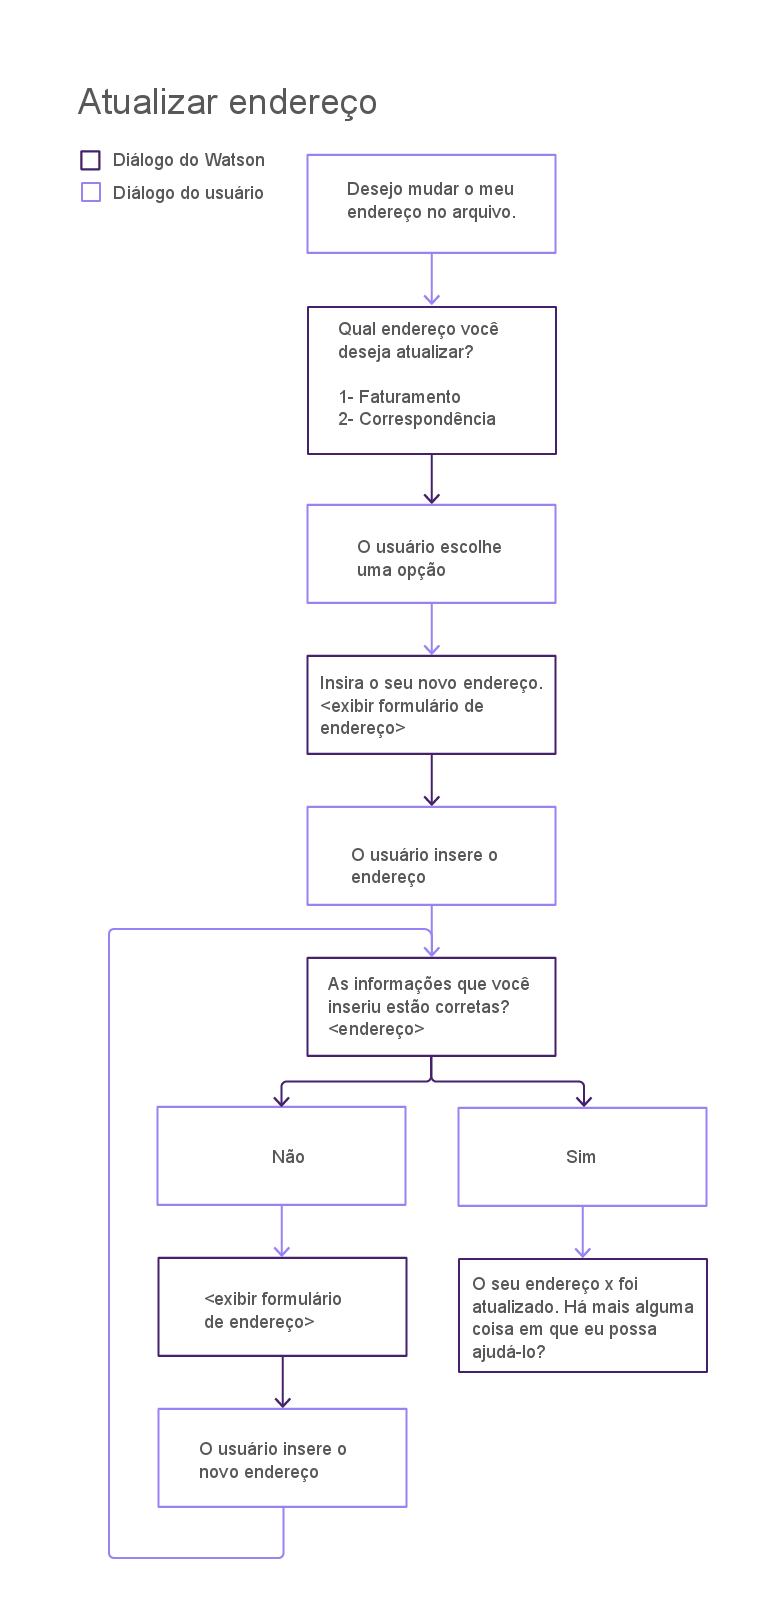 Atualizar endereço
Diálogo do Watson
Diálogo do usuário
Desejo mudar o meu
endereço no arquivo.
Qual endereço você
deseja atualizar?
1- Faturamento
2- Correspondência
O usuário escolhe
uma opção
Insira o seu novo endereço.
<exibir formulário de
endereço>
O usuário insere o
endereço
As informações que você
inseriu estão corretas?
<endereço>
Não
Sim
<exibir formulário
de endereço>
O seu endereço x foi
atualizado. Há mais alguma
coisa em que eu possa
ajudá-lo?
O usuário insere o
novo endereço